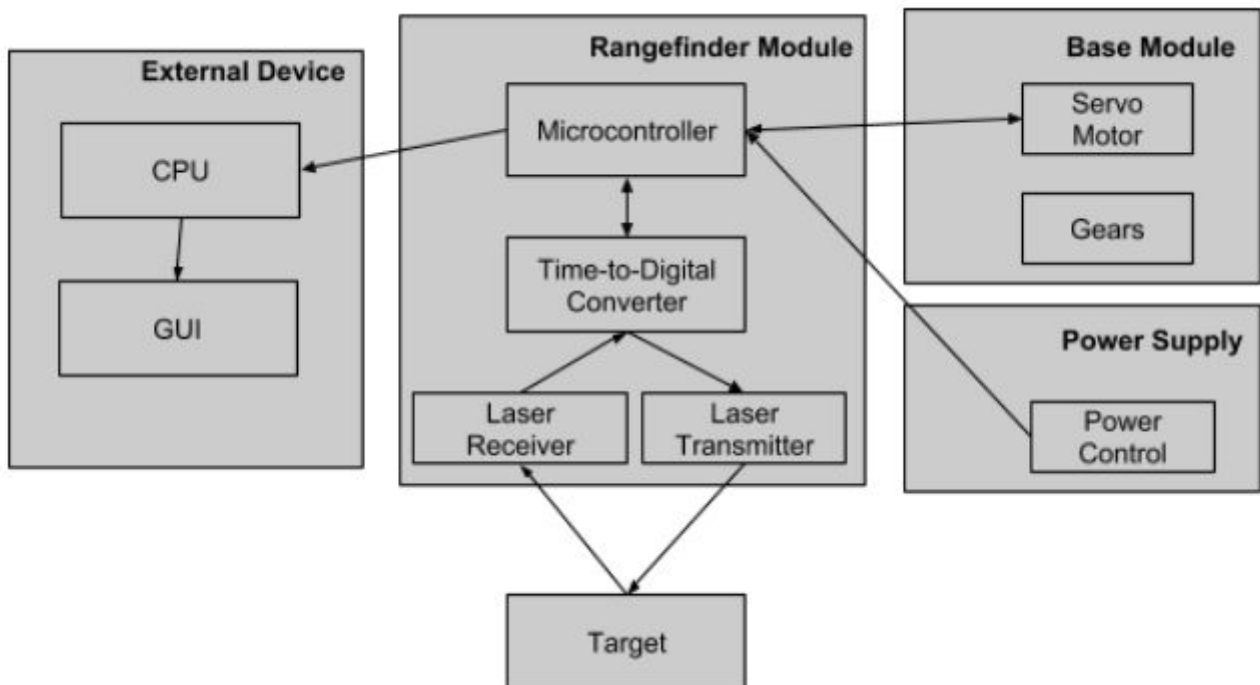 External Device
CPU
GUI
Rangefinder Module
Microcontroller
Time-to-Digital
Converter
Laser
Receiver
Laser
Transmitter
Target
Base Module
Servo
Motor
Gears
Power Supply
Power
Control